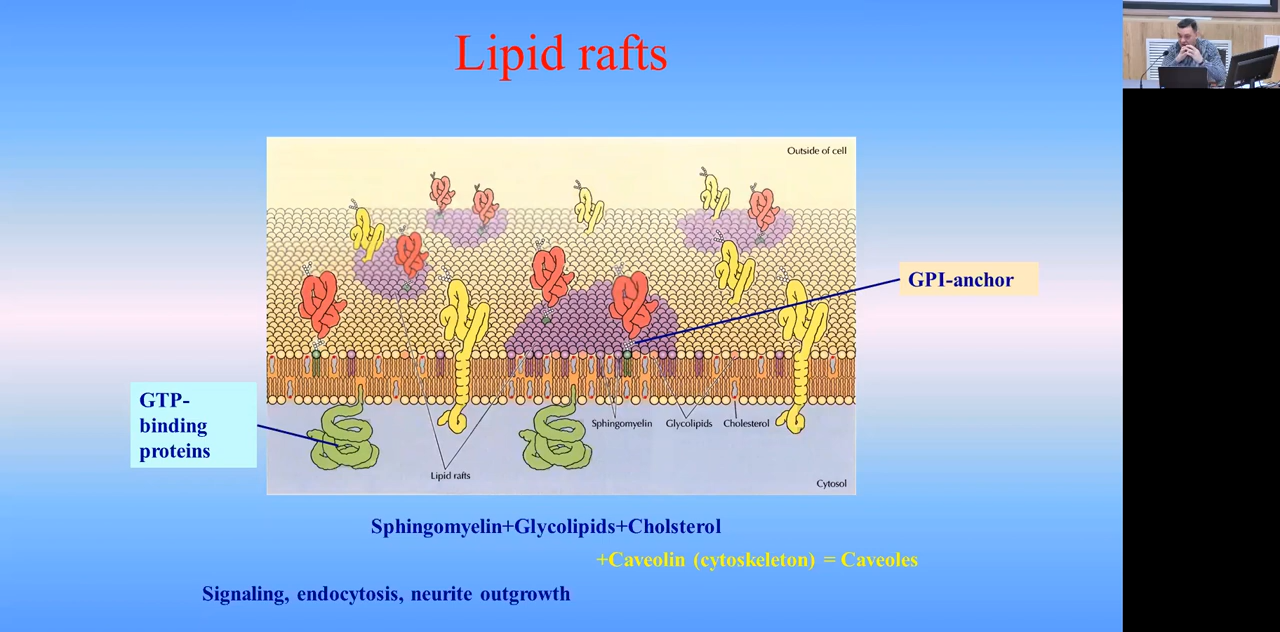 Lipid rafts
Outside of cell
GPI-anchor
GTP-
binding
proteins
Sphingomyelin
Glycolipids
Cholesterol
Lipid rafts
Cytosol
Sphingomyelin+Glycolipids+Cholsterol
+Caveolin (cytoskeleton) = Caveoles
Signaling, endocytosis, neurite outgrowth